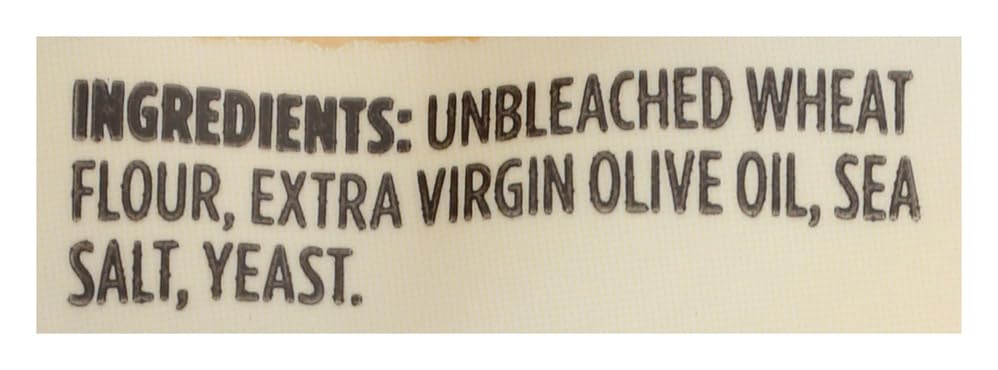 INGREDIENTS: UNBLEACHED WHEAT
FLOUR, EXTRA VIRGIN OLIVE OIL, SEA
SALT, YEAST.